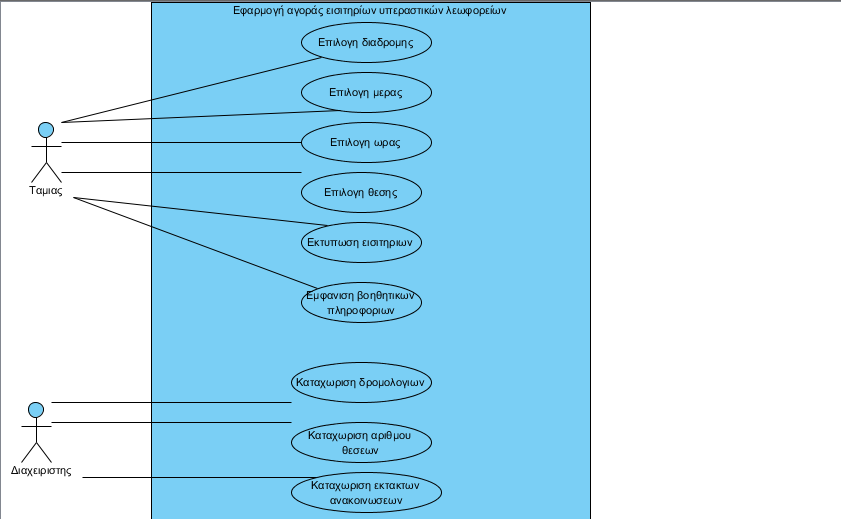 Εφαρμογή αγοράς εισιτηρίων υπεραστικών λεωφορείων
Επιλογη διαδρομης
Επιλογη μερας
Επιλογη ωρας
Ταμιας
Επιλογη θεσης
Εκτυπωση εισιτηριων
Εμφανιση βοηθητικων
πληροφοριων
Καταχωριση δρομολογιων
Καταχωριση αριθμου
θεσεων
Διαχειριστης
Καταχωριση εκτακτων
ανακοινωσεων